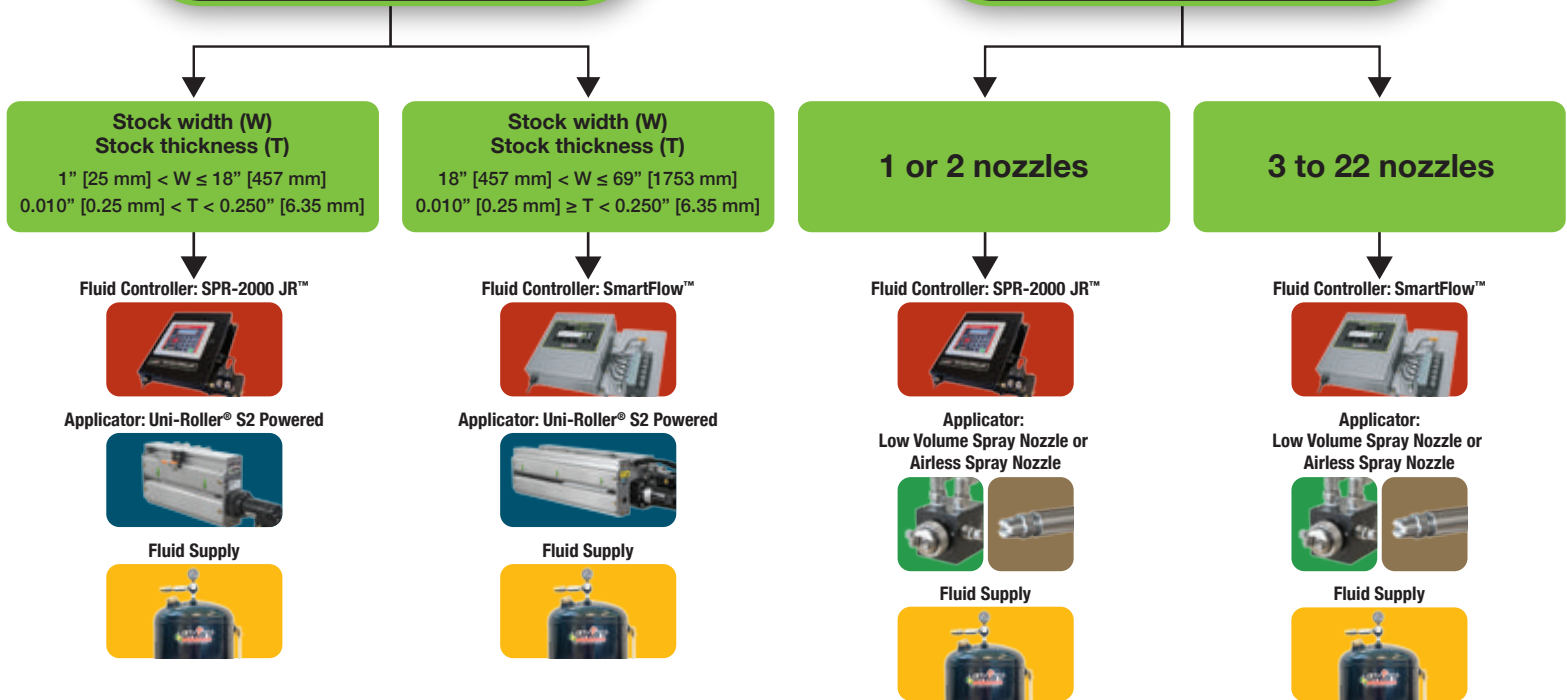 Stock width (W)
Stock thickness (T)
1” [25 mm] < W ≤ 18” [457 mm]
0.010” [0.25 mm] < T < 0.250” [6.35 mm]
Fluid Controller: SPR-2000 JR™
Applicator: Uni-Roller® S2 Powered
Fluid Supply
Stock width (W)
Stock thickness (T)
18” [457 mm] < W ≤ 69” [1753 mm]
0.010” [0.25 mm] ≥ T < 0.250” [6.35 mm]
Fluid Controller: SmartFlow™
Applicator: Uni-Roller® S2 Powered
Fluid Supply
1 or 2 nozzles
Fluid Controller: SPR-2000 JR™
Applicator:
Low Volume Spray Nozzle or
Airless Spray Nozzle
Fluid Supply
3 to 22 nozzles
Fluid Controller: SmartFlow™
Applicator:
Low Volume Spray Nozzle or
Airless Spray Nozzle
Fluid Supply